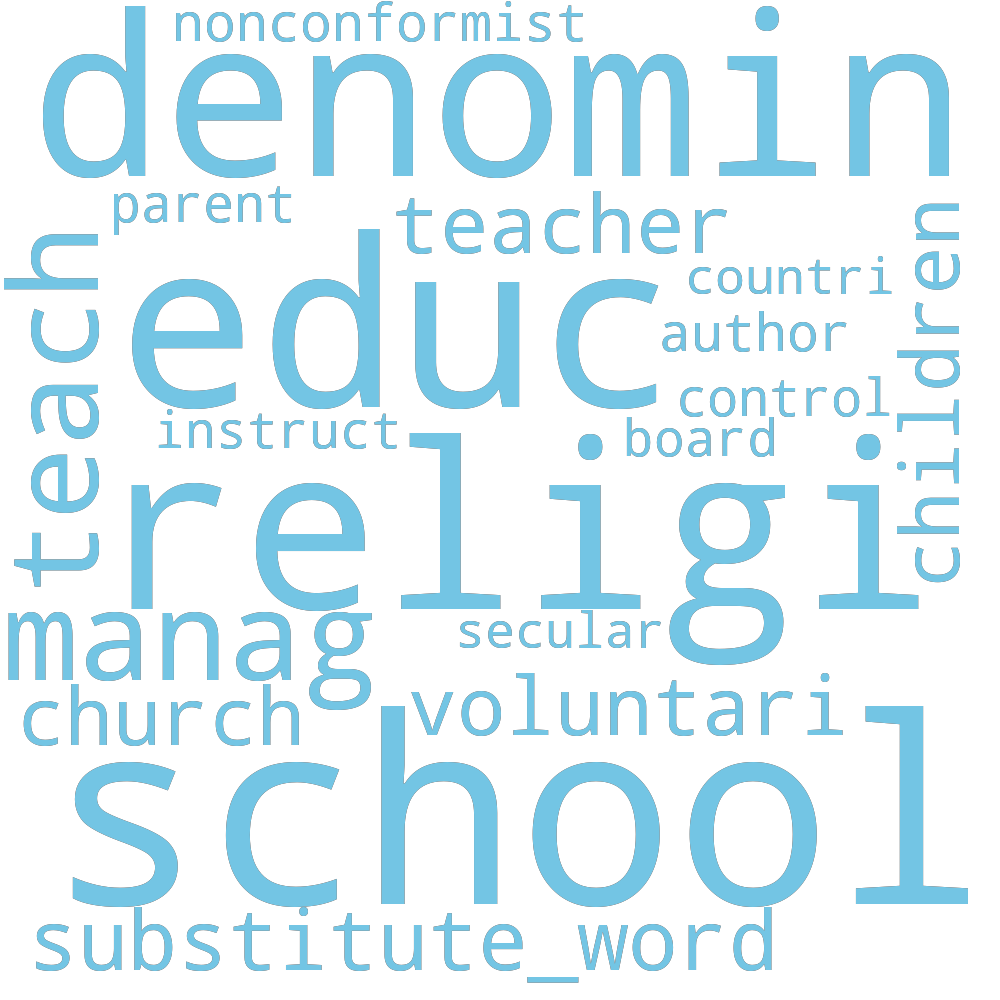 nonconformist
denomin
parent
teacher
children
teach
educ
countri
author
control
instruct
board
religi
manag
secular
church
voluntari
school
substitute_word